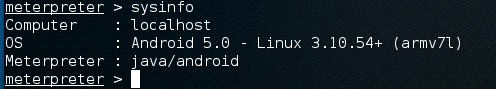 meterpreter > sysinfo
Computer    : localhost
OS          : Android 5.0 - Linux 3.10.54+ (armv7l)
Meterpreter : java/android
meterpreter >